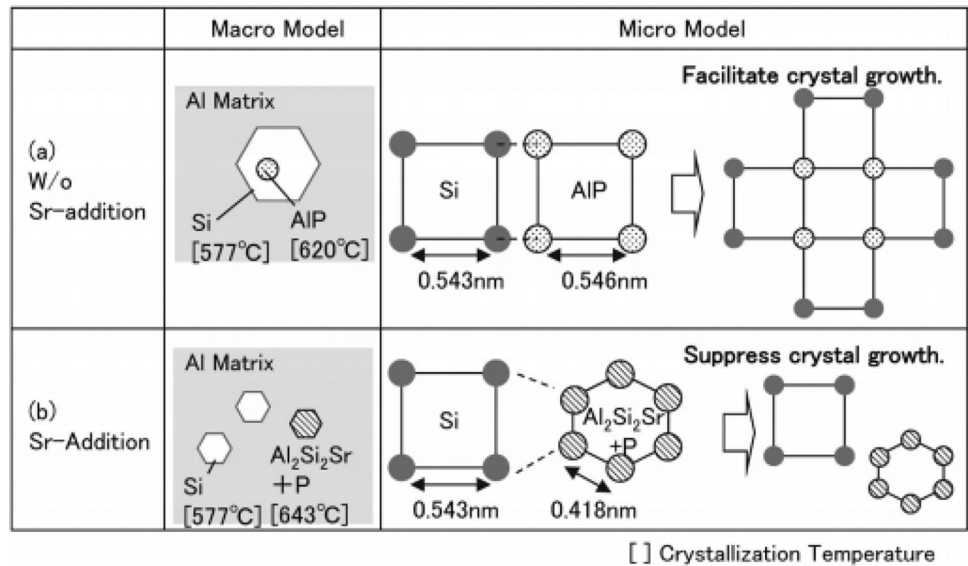 Macro Model
Micro Model
(a)
W/o
Sr-addition
Al Matrix
Si
[577℃]
AlP
[620℃]
Si
AlP
0.543nm
0.546nm
Facilitate crystal growth.
(b)
Sr-Addition
Al Matrix
Si
[577℃]
Al₂Si₂Sr
+P
[643℃]
Si
Al₂Si₂Sr
+P
0.543nm
0.418nm
Suppress crystal growth.
[ ] Crystallization Temperature